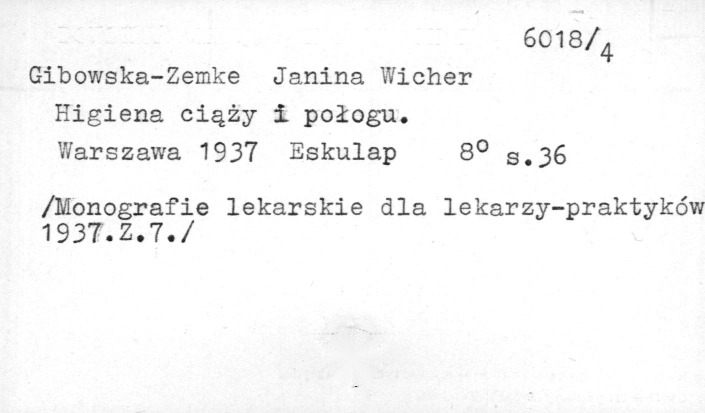 6018/4
Gibowska-Zemke Janina Wicher
Higiena ciąży i połogu.
Warszawa 1937 Eskulap 8° s.36
/Monografie lekarskie dla lekarzy-praktyków
1937.Z.7./